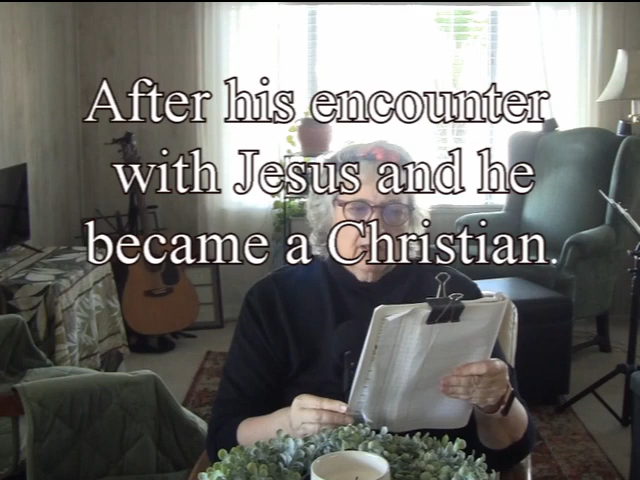 After his encounter
with Jesus and he
became a Christian.